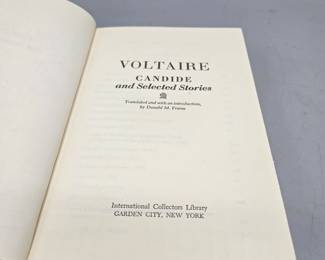 VOLTAIRE
CANDIDE
and Selected Stories
Translated and with an introduction,
by Donald M. Frame
International Collectors Library
GARDEN CITY, NEW YORK